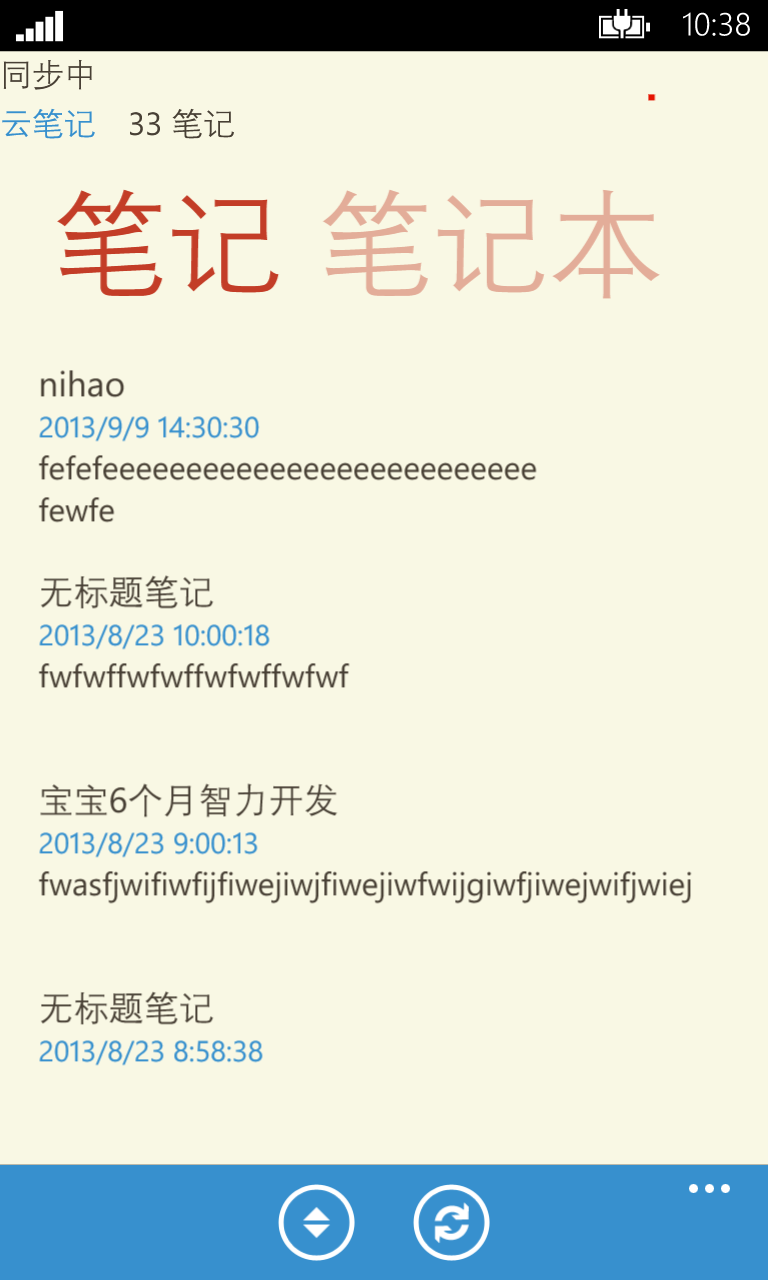 10:38
同步中
云笔记 33 笔记
笔记 笔记本
nihao
2013/9/9 14:30:30
fefefeeeeeeeeeeeeeeeeeeeeeeeeee
fewfe
无标题笔记
2013/8/23 10:00:18
fwfwffwfwffwfwffwfwf
宝宝6个月智力开发
2013/8/23 9:00:13
fwasfjwifiwfijfiwejiwjfiwejiwfwijgiwfjiwejwifjwiej
无标题笔记
2013/8/23 8:58:38